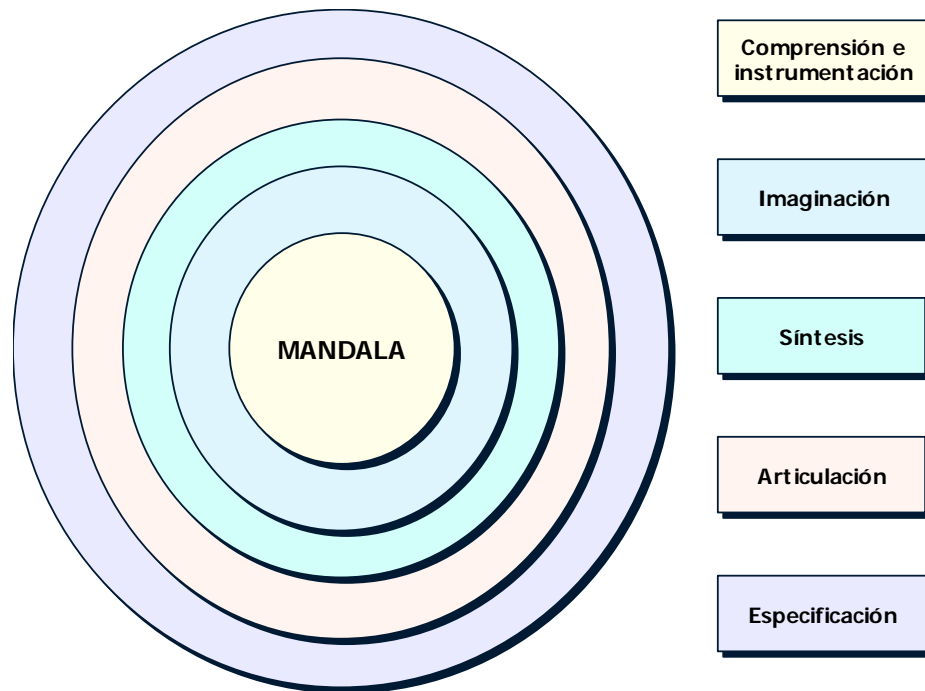 Comprensión e
instrumentación
Imaginación
MANDALA
Síntesis
Articulación
Especificación